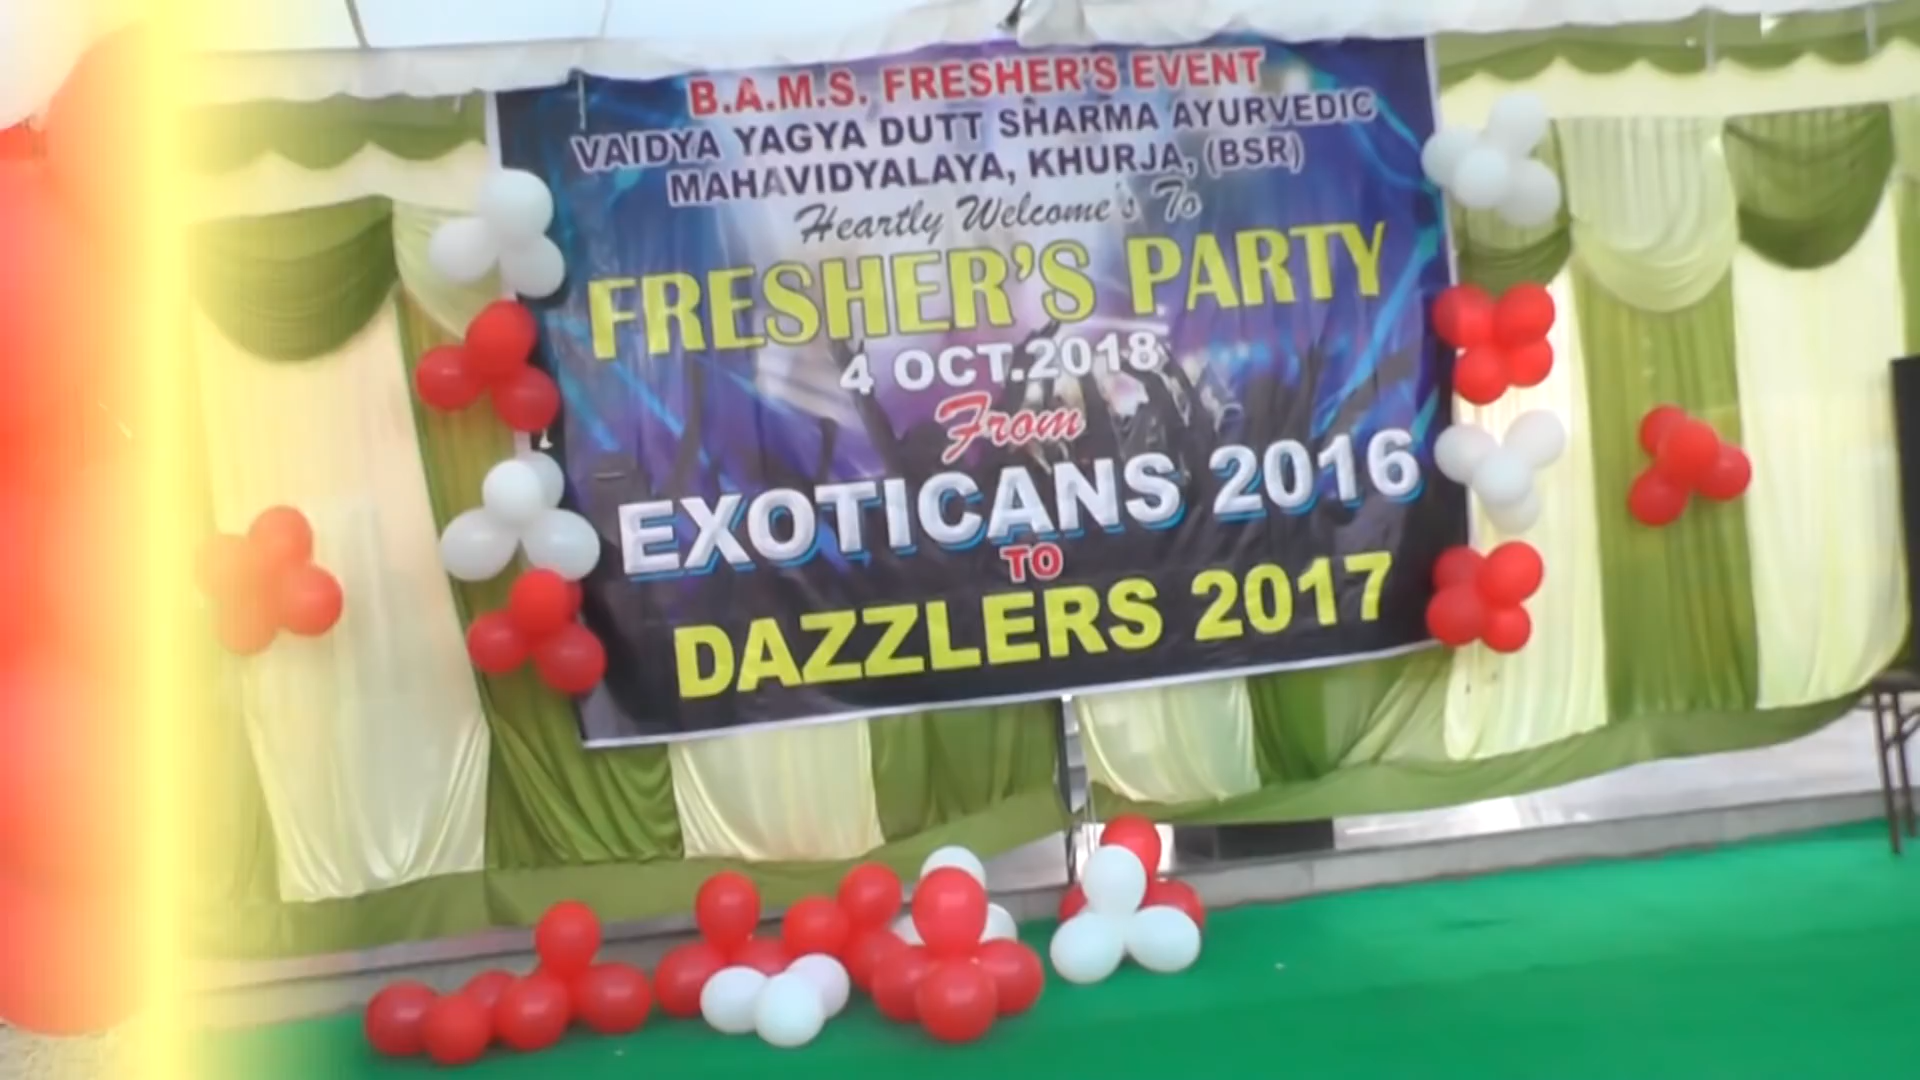 B.A.M.S. FRESHER'S EVENT
VAIDYA YAGYA DUTT SHARMA AYURVEDIC
MAHAVIDYALAYA, KHURJA, (BSR)
Heartly Welcome's To
FRESHER'S PARTY
4 OCT.2018
From
EXOTICANS 2016
TO
DAZZLERS 2017